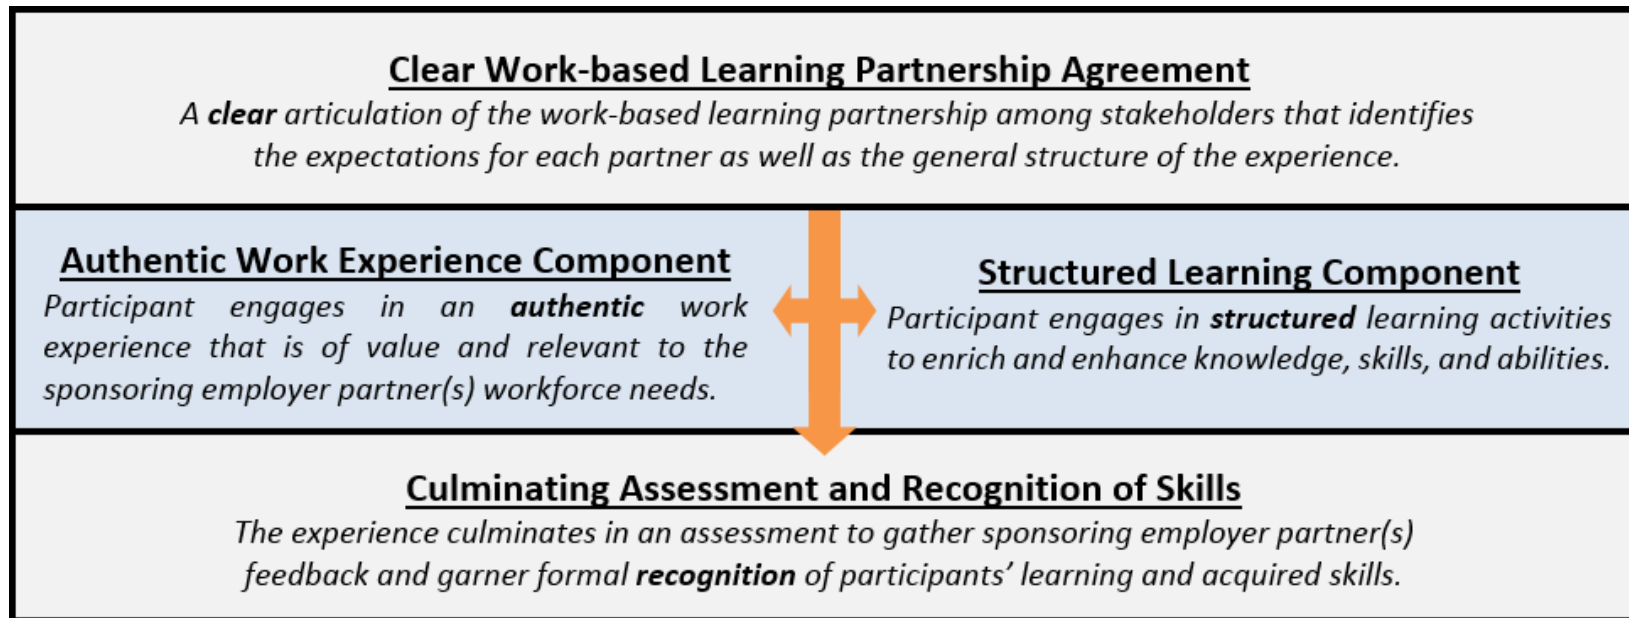 Clear Work-based Learning Partnership Agreement
A clear articulation of the work-based learning partnership among stakeholders that identifies
the expectations for each partner as well as the general structure of the experience.
Authentic Work Experience Component
Participant engages in an authentic work
experience that is of value and relevant to the
sponsoring employer partner(s) workforce needs.
Structured Learning Component
Participant engages in structured learning activities
to enrich and enhance knowledge, skills, and abilities.
Culminating Assessment and Recognition of Skills
The experience culminates in an assessment to gather sponsoring employer partner(s)
feedback and garner formal recognition of participants’ learning and acquired skills.